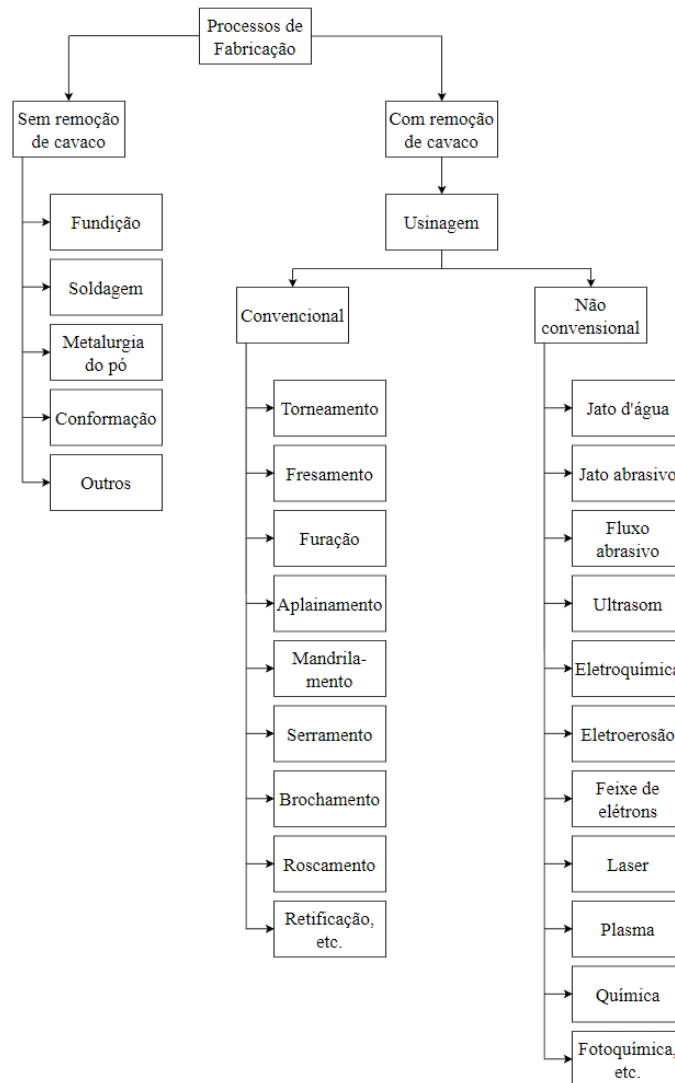 Processos de
Fabricação
Sem remoção
de cavaco
Com remoção
de cavaco
Fundição
Soldagem
Metalurgia
do pó
Conformação
Outros
Usinagem
Convencional
Não
convensional
Torneamento
Fresamento
Furação
Aplainamento
Mandrila-
mento
Serramento
Brochamento
Roscamento
Retificação,
etc.
Jato d'água
Jato abrasivo
Fluxo
abrasivo
Ultrasom
Eletroquímica
Eletroerosão
Feixe de
elétrons
Laser
Plasma
Química
Fotoquímica,
etc.